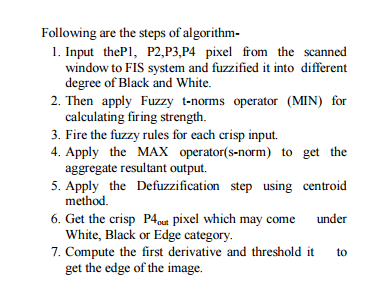 Following are the steps of algorithm-
1. Input theP1, P2,P3,P4 pixel from the scanned
window to FIS system and fuzzified it into different
degree of Black and White.
2. Then apply Fuzzy t-norms operator (MIN) for
calculating firing strength.
3. Fire the fuzzy rules for each crisp input.
4. Apply the MAX operator(s-norm) to get the
aggregate resultant output.
5. Apply the Defuzzification step using centroid
method.
6. Get the crisp P4out pixel which may come under
White, Black or Edge category.
7. Compute the first derivative and threshold it to
get the edge of the image.